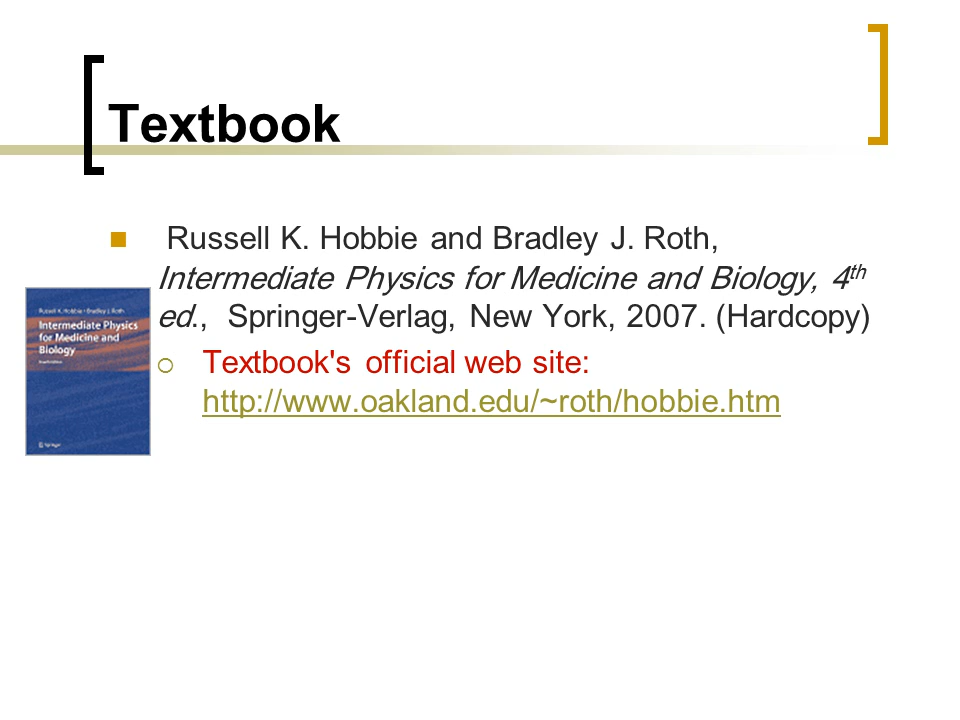 Textbook
Russell K. Hobbie and Bradley J. Roth,
Intermediate Physics for Medicine and Biology, 4th
ed., Springer-Verlag, New York, 2007. (Hardcopy)
Textbook's official web site:
http://www.oakland.edu/~roth/hobbie.htm
Russell K. Hobbie · Bradley J. Roth
Intermediate Physics
for Medicine and
Biology
Fourth Edition
Springer